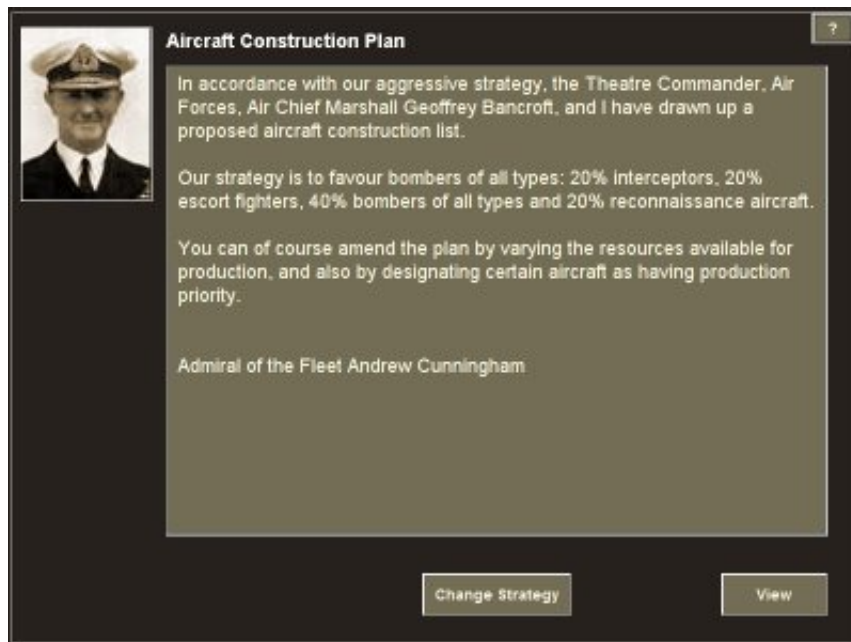 ?
Aircraft Construction Plan
In accordance with our aggressive strategy, the Theatre Commander, Air
Forces, Air Chief Marshall Geoffrey Bancroft, and I have drawn up a
proposed aircraft construction list.
Our strategy is to favour bombers of all types: 20% interceptors, 20%
escort fighters, 40% bombers of all types and 20% reconnaissance aircraft.
You can of course amend the plan by varying the resources available for
production, and also by designating certain aircraft as having production
priority.
Admiral of the Fleet Andrew Cunningham
Change Strategy
View